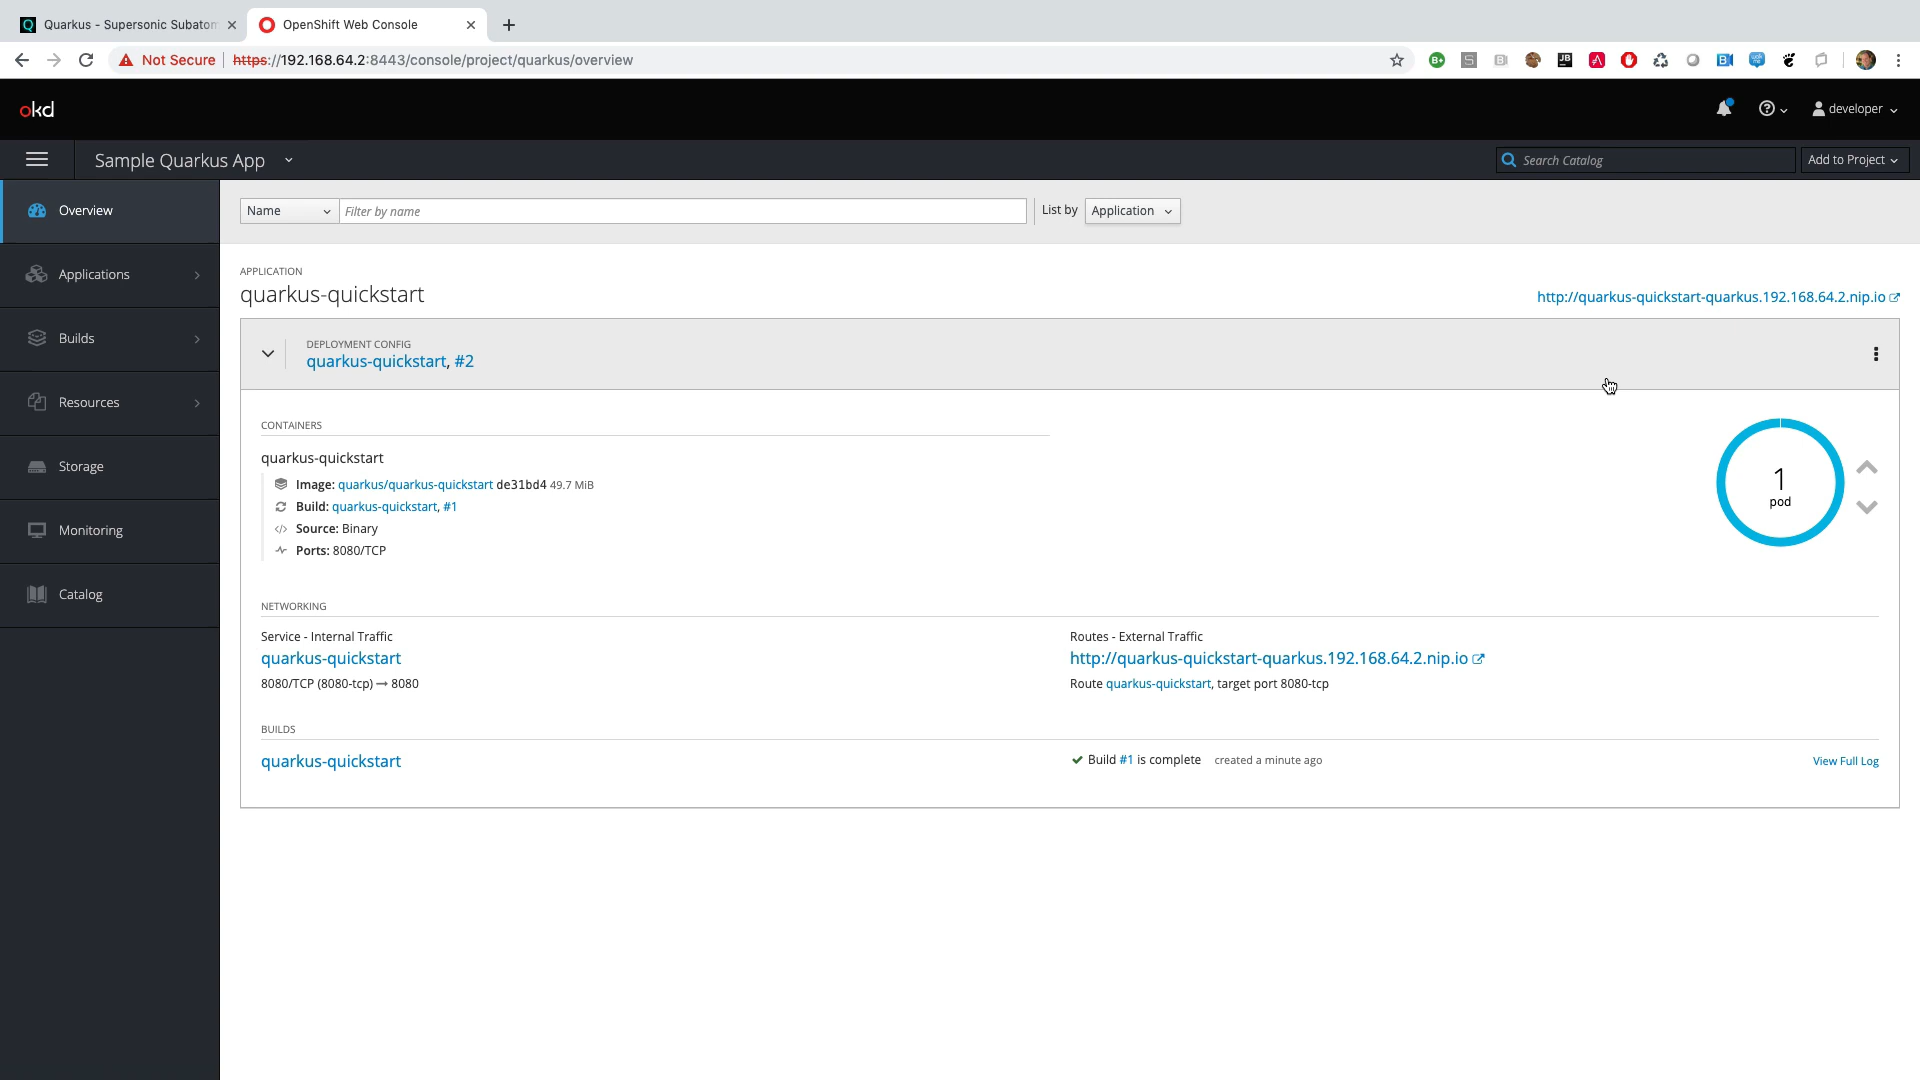 Quarkus - Supersonic Subatom
OpenShift Web Console
Not Secure
https://192.168.64.2:8443/console/project/quarkus/overview
okd
developer
Sample Quarkus App
Search Catalog
Add to Project
Overview
Applications
Builds
Resources
Storage
Monitoring
Catalog
Name
Filter by name
List by
Application
APPLICATION
quarkus-quickstart
http://quarkus-quickstart-quarkus.192.168.64.2.nip.io
DEPLOYMENT CONFIG
quarkus-quickstart, #2
CONTAINERS
quarkus-quickstart
Image: quarkus/quarkus-quickstart de31bd4 49.7 MiB
Build: quarkus-quickstart, #1
Source: Binary
Ports: 8080/TCP
1
pod
NETWORKING
Service - Internal Traffic
quarkus-quickstart
8080/TCP (8080-tcp) → 8080
Routes - External Traffic
http://quarkus-quickstart-quarkus.192.168.64.2.nip.io
Route quarkus-quickstart, target port 8080-tcp
BUILDS
quarkus-quickstart
Build #1 is complete created a minute ago
View Full Log